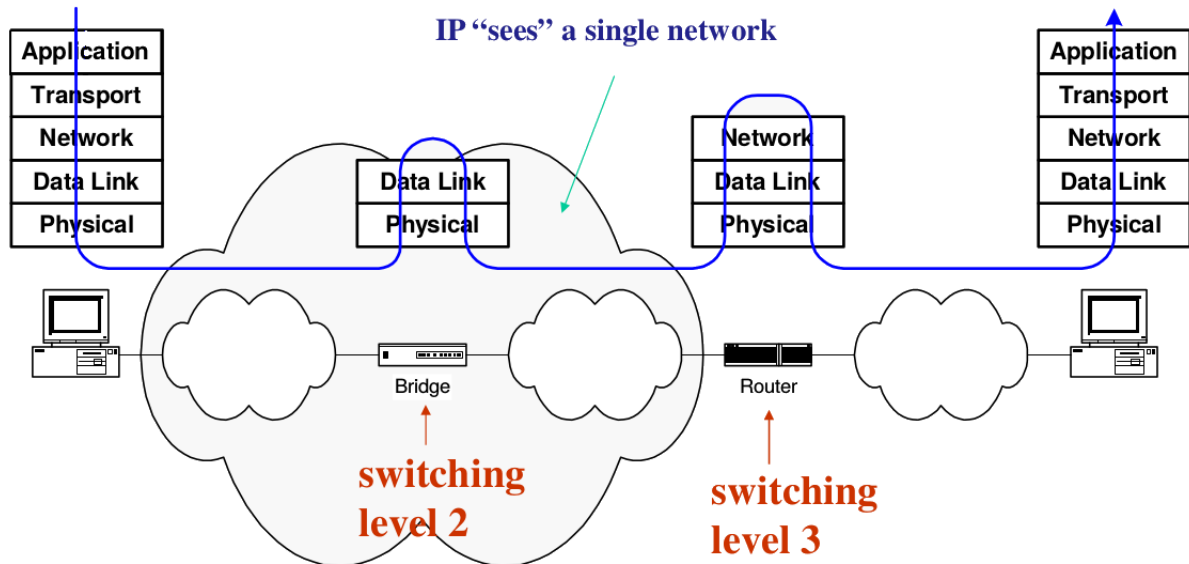 IP “sees” a single network
Application
Transport
Network
Data Link
Physical
Data Link
Physical
Network
Data Link
Physical
Application
Transport
Network
Data Link
Physical
Bridge
Router
switching
level 2
switching
level 3